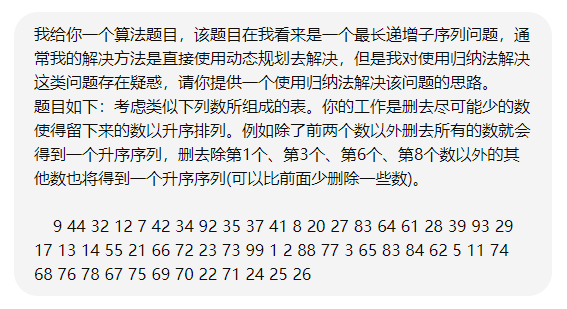 我给你一个算法题目，该题目在我看来是一个最长递增子序列问题，通
常我的解决方法是直接使用动态规划去解决，但是我对使用归纳法解决
这类问题存在疑惑，请你提供一个使用归纳法解决该问题的思路。
题目如下：考虑类似下列数所组成的表。你的工作是删去尽可能少的数
使得留下来的数以升序排列。例如除了前两个数以外删去所有的数就会
得到一个升序序列，删去除第1个、第3个、第6个、第8个数以外的其
他数也将得到一个升序序列(可以比前面少删除一些数)。
9 44 32 12 7 42 34 92 35 37 41 8 20 27 83 64 61 28 39 93 29
17 13 14 55 21 66 72 23 73 99 1 2 88 77 3 65 83 84 62 5 11 74
68 76 78 67 75 69 70 22 71 24 25 26